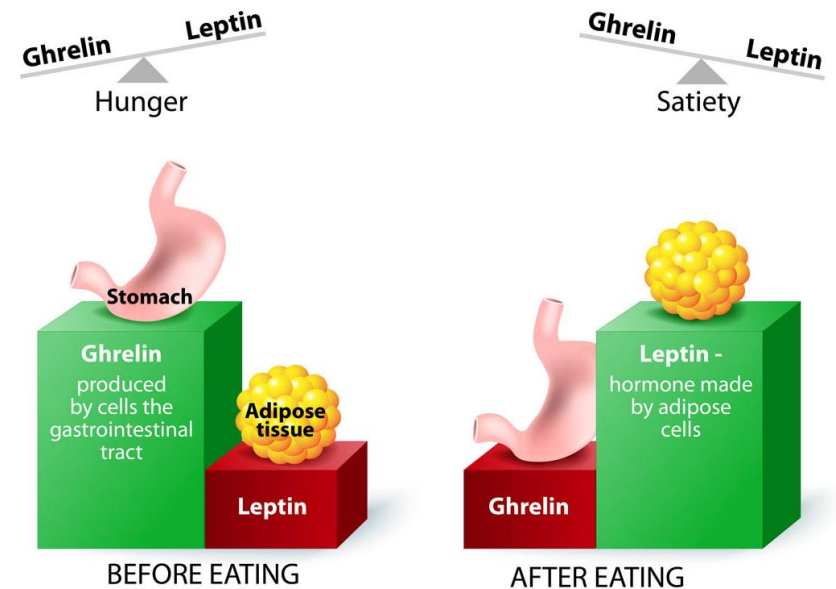 Ghrelin Leptin
Hunger
Ghrelin Leptin
Satiety
Stomach
Ghrelin
produced
by cells the
gastrointestinal
tract
Adipose
tissue
Leptin
BEFORE EATING
Leptin -
hormone made
by adipose
cells
Ghrelin
AFTER EATING